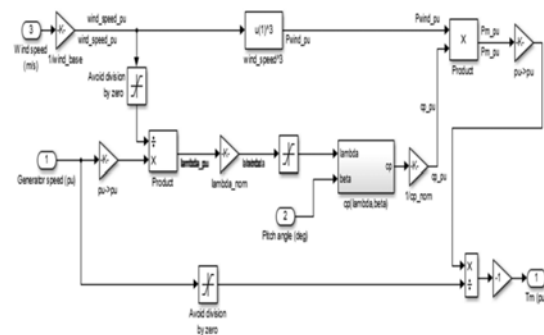 wind_speed_pu
wind_speed_pu
3
Wind speed
(m/s)
-K-
1/wind_base
u(1)^3
wind_speed^3
Pwind_pu
Pwind_pu
X
Product
Pm_pu
Pm_pu
-K-
pu->pu
Avoid division
by zero
cp_pu
1
Generator speed (pu)
-K-
pu->pu
÷
X
Product
lambda_pu
-K-
lambda_nom
lambda
beta
cp
cp(lambda,beta)
-K-
1/cp_nom
cp_pu
2
Pitch angle (deg)
Avoid division
by zero
X
÷
-1
1
Tm (pu